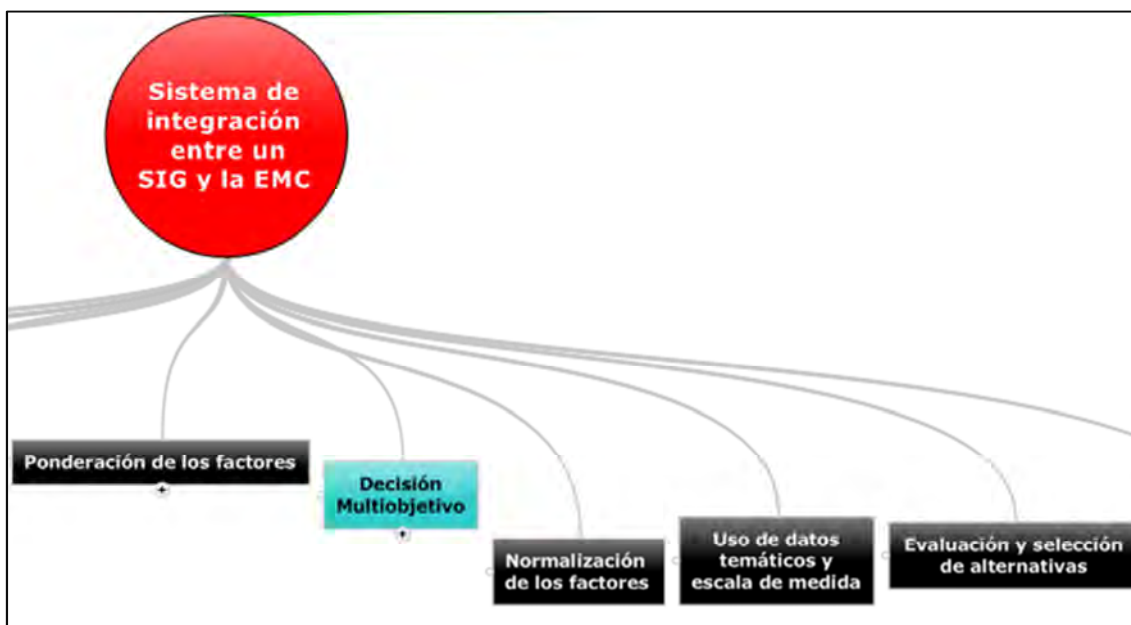 Sistema de
integración
entre un
SIG y la EMC
Ponderación de los factores
Decisión
Multiobjetivo
Normalización
de los factores
Uso de datos
temáticos y
escala de medida
Evaluación y selección
de alternativas